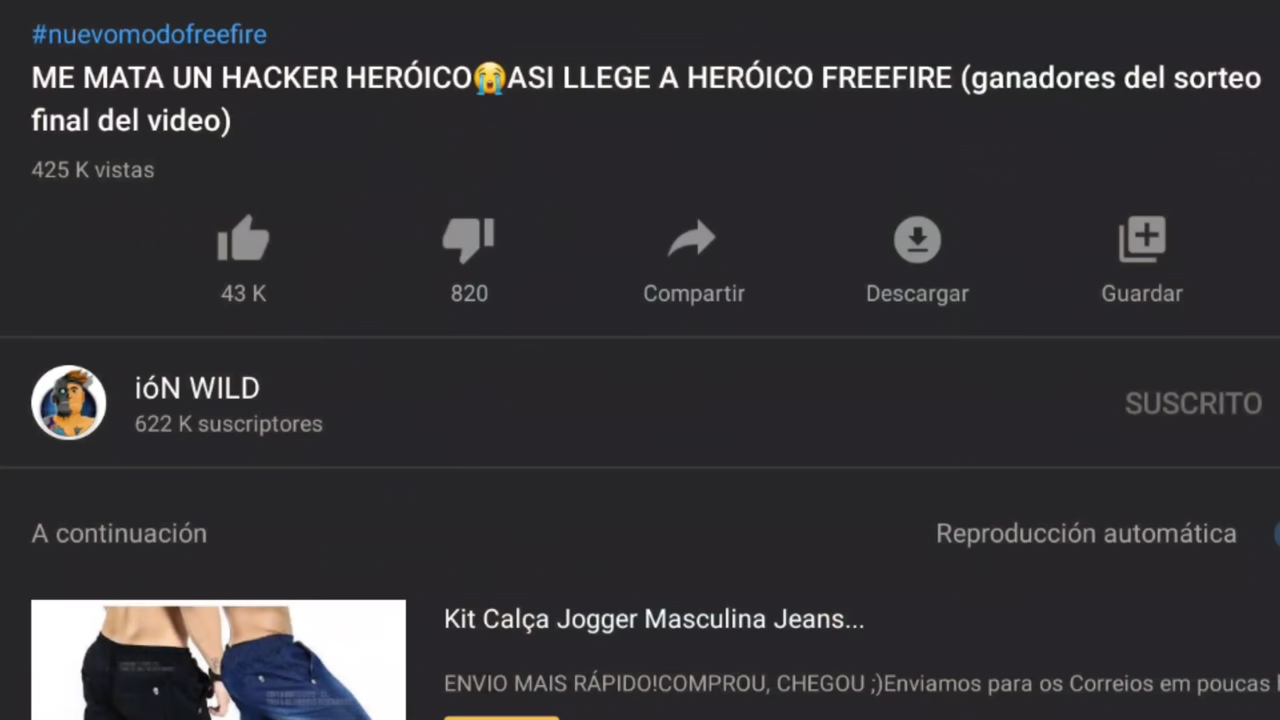 #nuevomodofreefire
ME MATA UN HACKER HERÓICO😭ASI LLEGE A HERÓICO FREEFIRE (ganadores del sorteo
final del video)
425 K vistas
43 K
820
Compartir
Descargar
Guardar
ióN WILD
622 K suscriptores
SUSCRITO
A continuación
Reproducción automática
Kit Calça Jogger Masculina Jeans...
ENVIO MAIS RÁPIDO!COMPROU, CHEGOU ;)Enviamos para os Correios em poucas